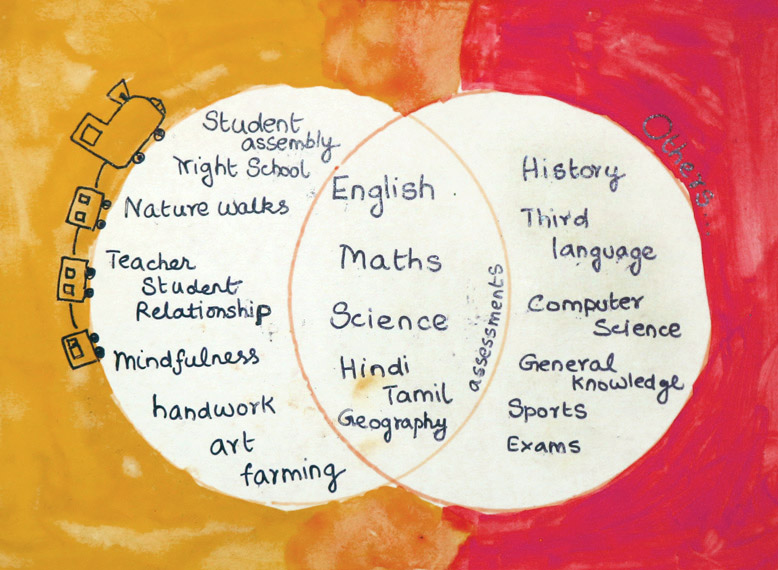 Student
assembly
Night School
Nature walks
Teacher
Student
Relationship
Mindfulness
handwork
art
farming
English
Maths
Science
Hindi
Tamil
Geography
assessments
History
Third
language
Computer
Science
General
Knowledge
Sports
Exams
Others...